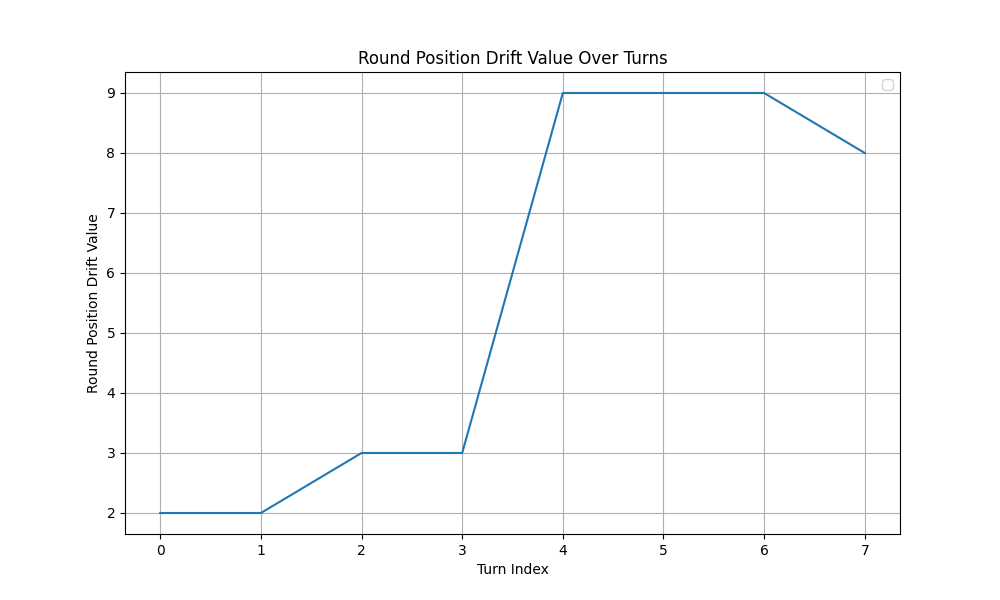 Round Position Drift Value Over Turns
9
8
7
6
5
4
3
2
Round Position Drift Value
0 1 2 3 4 5 6 7
Turn Index